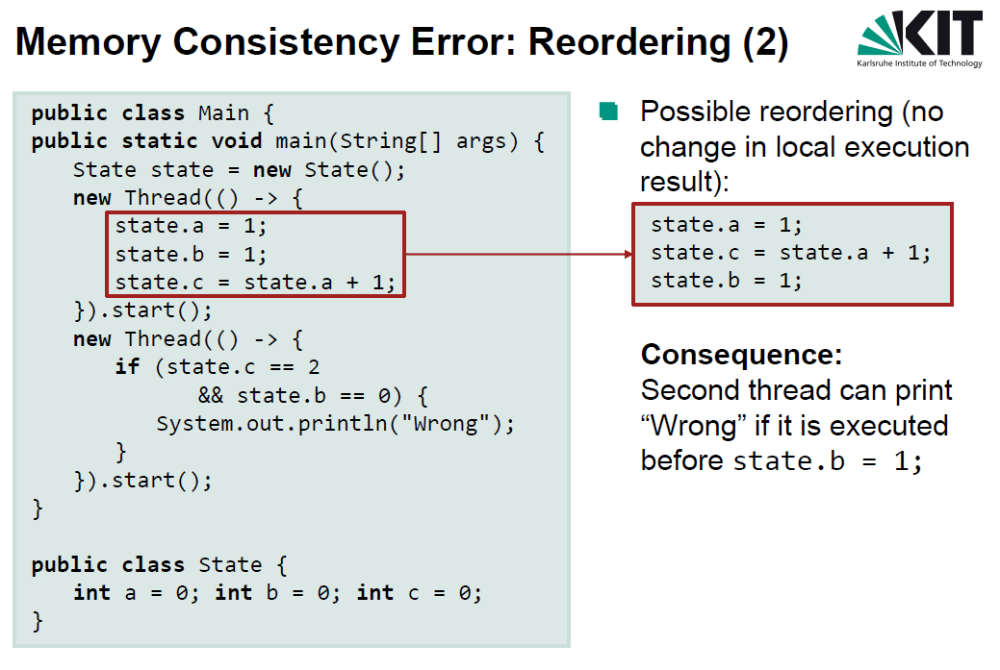 Memory Consistency Error: Reordering (2)
KIT
Karlsruhe Institute of Technology
public class Main {
public static void main(String[] args) {
State state = new State();
new Thread(() -> {
state.a = 1;
state.b = 1;
state.c = state.a + 1;
}).start();
new Thread(() -> {
if (state.c == 2
&& state.b == 0) {
System.out.println("Wrong");
}
}).start();
}
public class State {
int a = 0; int b = 0; int c = 0;
}
Possible reordering (no
change in local execution
result):
state.a = 1;
state.c = state.a + 1;
state.b = 1;
Consequence:
Second thread can print
“Wrong” if it is executed
before state.b = 1;